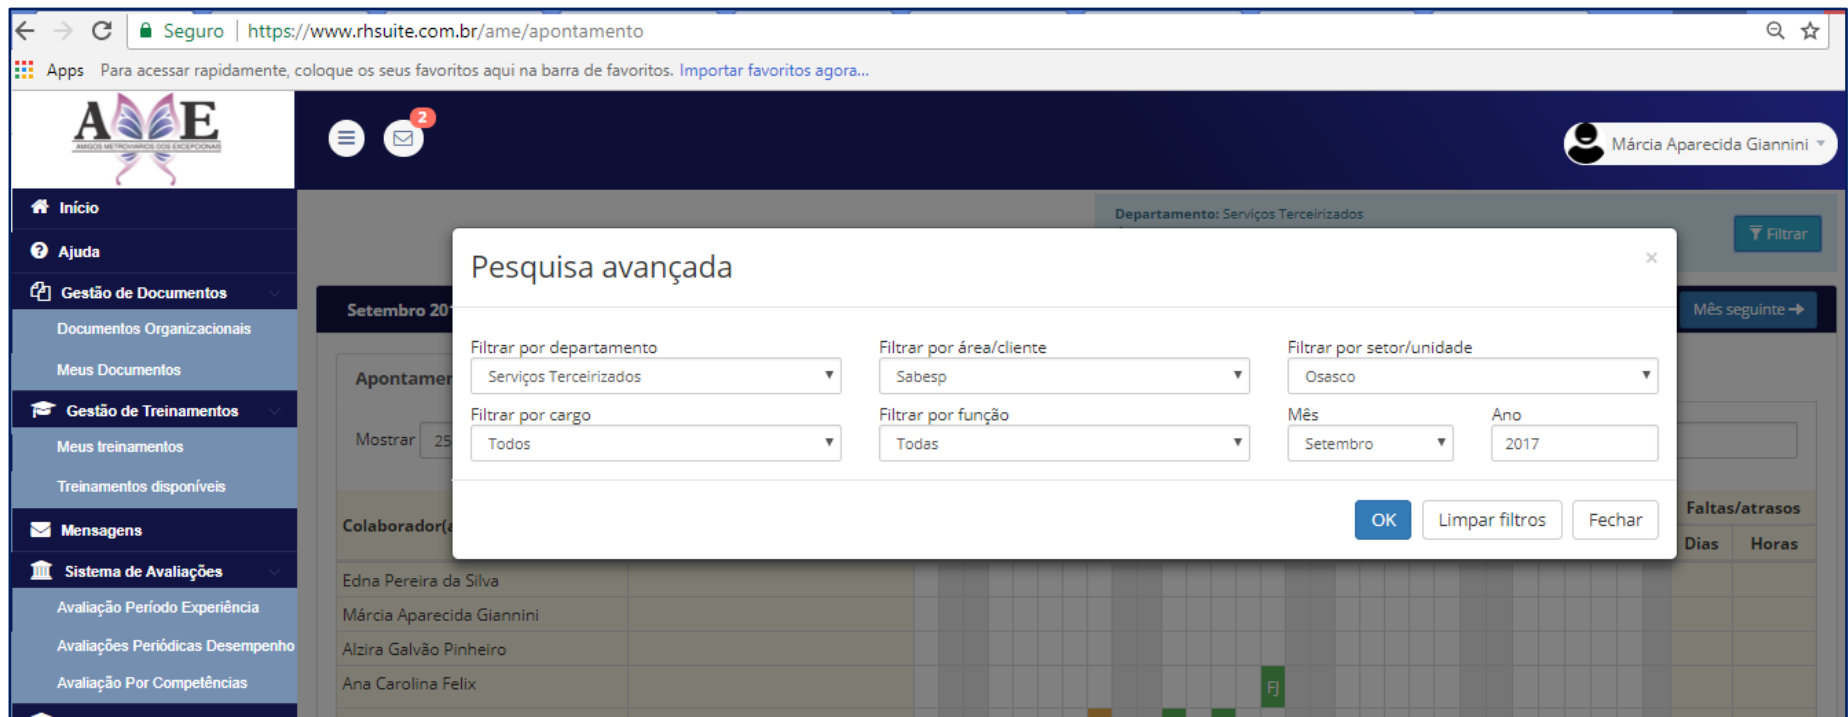 Seguro | https://www.rhsuite.com.br/ame/apontamento
Apps Para acessar rapidamente, coloque os seus favoritos aqui na barra de favoritos. Importar favoritos agora...
AME
AMIGOS METROVIÁRIOS DOS EXCEPCIONAIS
2
Márcia Aparecida Giannini
Início
Ajuda
Gestão de Documentos
Documentos Organizacionais
Meus Documentos
Gestão de Treinamentos
Meus treinamentos
Treinamentos disponíveis
Mensagens
Sistema de Avaliações
Avaliação Período Experiência
Avaliações Periódicas Desempenho
Avaliação Por Competências
Departamento: Serviços Terceirizados
Filtrar
Setembro 201
Mês seguinte
Pesquisa avançada
×
Filtrar por departamento Filtrar por área/cliente Filtrar por setor/unidade
Serviços Terceirizados Sabesp Osasco
Filtrar por cargo Filtrar por função Mês Ano
Todos Todas Setembro 2017
OK Limpar filtros Fechar
Apontamen
Mostrar 25
Colaborador(a
Faltas/atrasos
Dias Horas
Edna Pereira da Silva
Márcia Aparecida Giannini
Alzira Galvão Pinheiro
Ana Carolina Felix
FJ